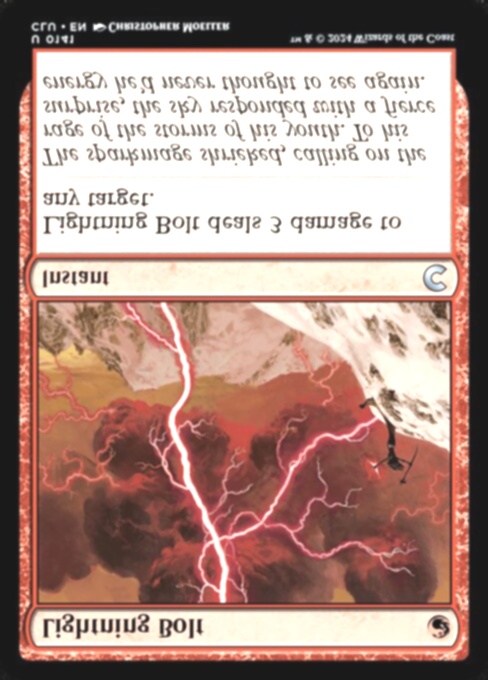 Lightning Bolt
Instant
Lightning Bolt deals 3 damage to
any target.
The sparkmage shrieked, calling on the
rage of the storms of his youth. To his
surprise, the sky responded with a fierce
energy he'd never thought to see again.
U 0141
CLU • EN Christopher Moeller
™ & © 2024 Wizards of the Coast